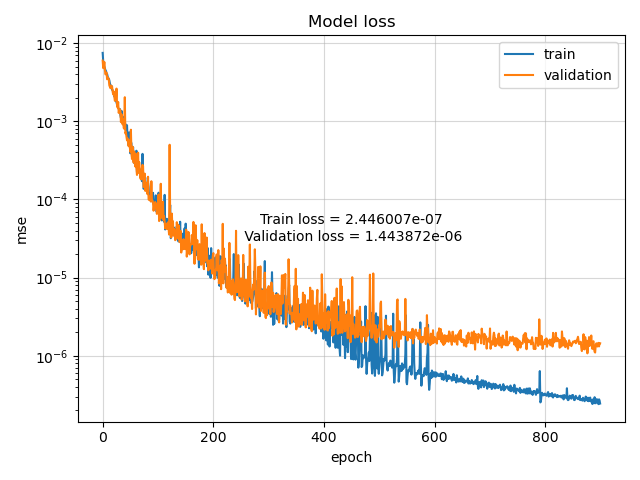 Model loss
train
validation
Train loss = 2.446007e-07
Validation loss = 1.443872e-06
mse
10⁻²
10⁻³
10⁻⁴
10⁻⁵
10⁻⁶
0 200 400 600 800
epoch